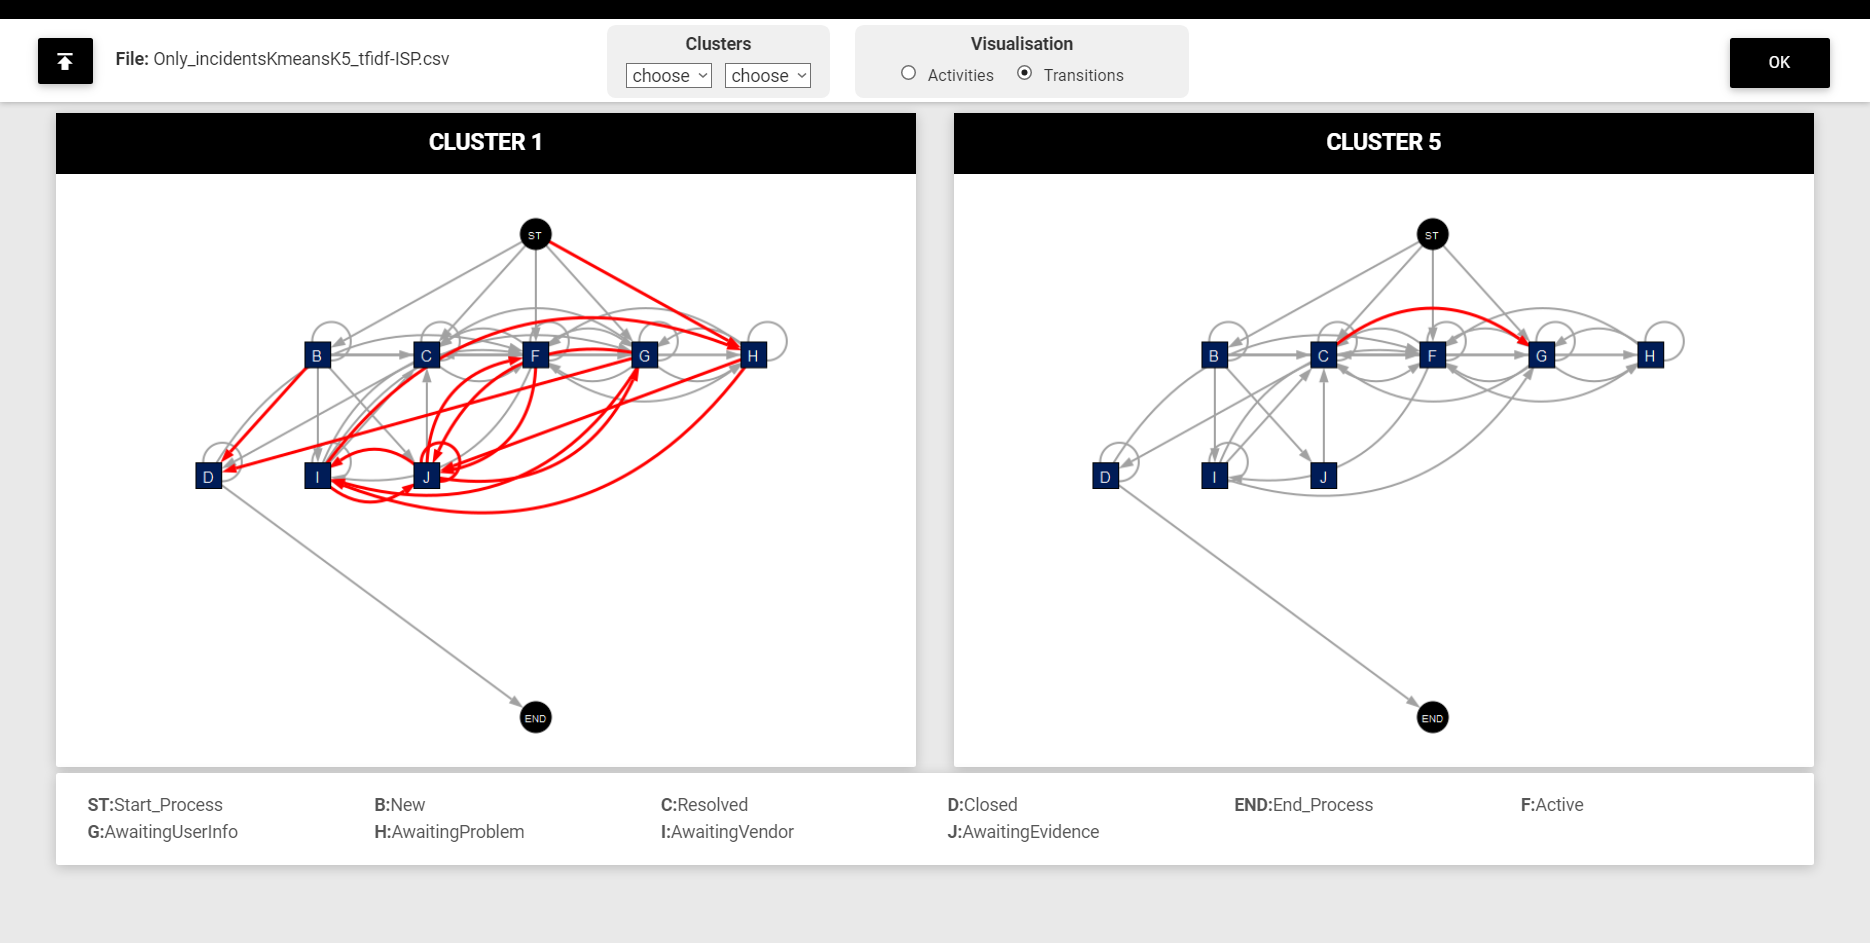 File: Only_incidentsKmeansK5_tfidf-ISP.csv
Clusters
choose choose
Visualisation
Activities Transitions
OK
CLUSTER 1
ST
B C F G H
D I J
END
CLUSTER 5
ST
B C F G H
D I J
END
ST:Start_Process B:New C:Resolved D:Closed END:End_Process F:Active
G:AwaitingUserInfo H:AwaitingProblem I:AwaitingVendor J:AwaitingEvidence